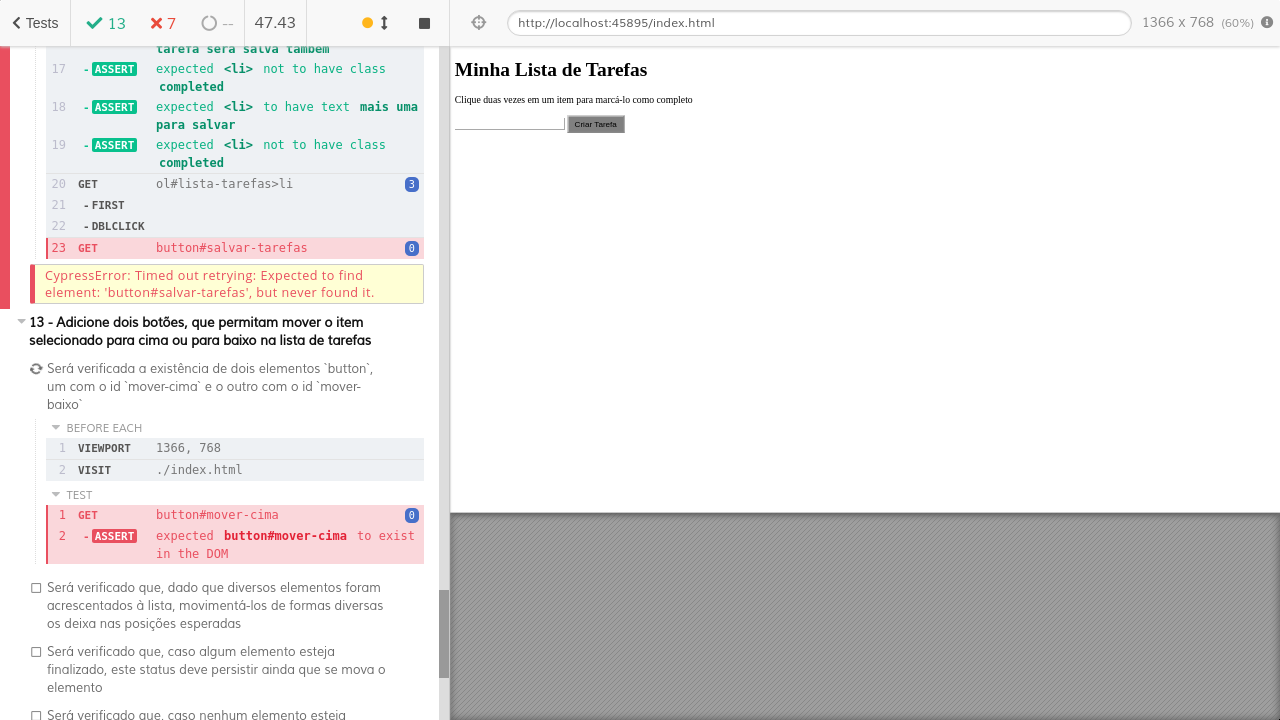 Tests
13
7
--
47.43
http://localhost:45895/index.html
1366 x 768 (60%)
tarefa será salva também
17 - ASSERT expected <li> not to have class
completed
18 - ASSERT expected <li> to have text mais uma
para salvar
19 - ASSERT expected <li> not to have class
completed
20 GET ol#lista-tarefas>li 3
21 - FIRST
22 - DBLCLICK
23 GET button#salvar-tarefas 0
CypressError: Timed out retrying: Expected to find
element: 'button#salvar-tarefas', but never found it.
13 - Adicione dois botões, que permitam mover o item
selecionado para cima ou para baixo na lista de tarefas
Será verificada a existência de dois elementos `button`,
um com o id `mover-cima` e o outro com o id `mover-
baixo`
BEFORE EACH
1 VIEWPORT 1366, 768
2 VISIT ./index.html
TEST
1 GET button#mover-cima 0
2 - ASSERT expected button#mover-cima to exist
in the DOM
Será verificado que, dado que diversos elementos foram
acrescentados à lista, movimentá-los de formas diversas
os deixa nas posições esperadas
Será verificado que, caso algum elemento esteja
finalizado, este status deve persistir ainda que se mova o
elemento
Será verificado que, caso nenhum elemento esteja
Minha Lista de Tarefas
Clique duas vezes em um item para marcá-lo como completo
Criar Tarefa